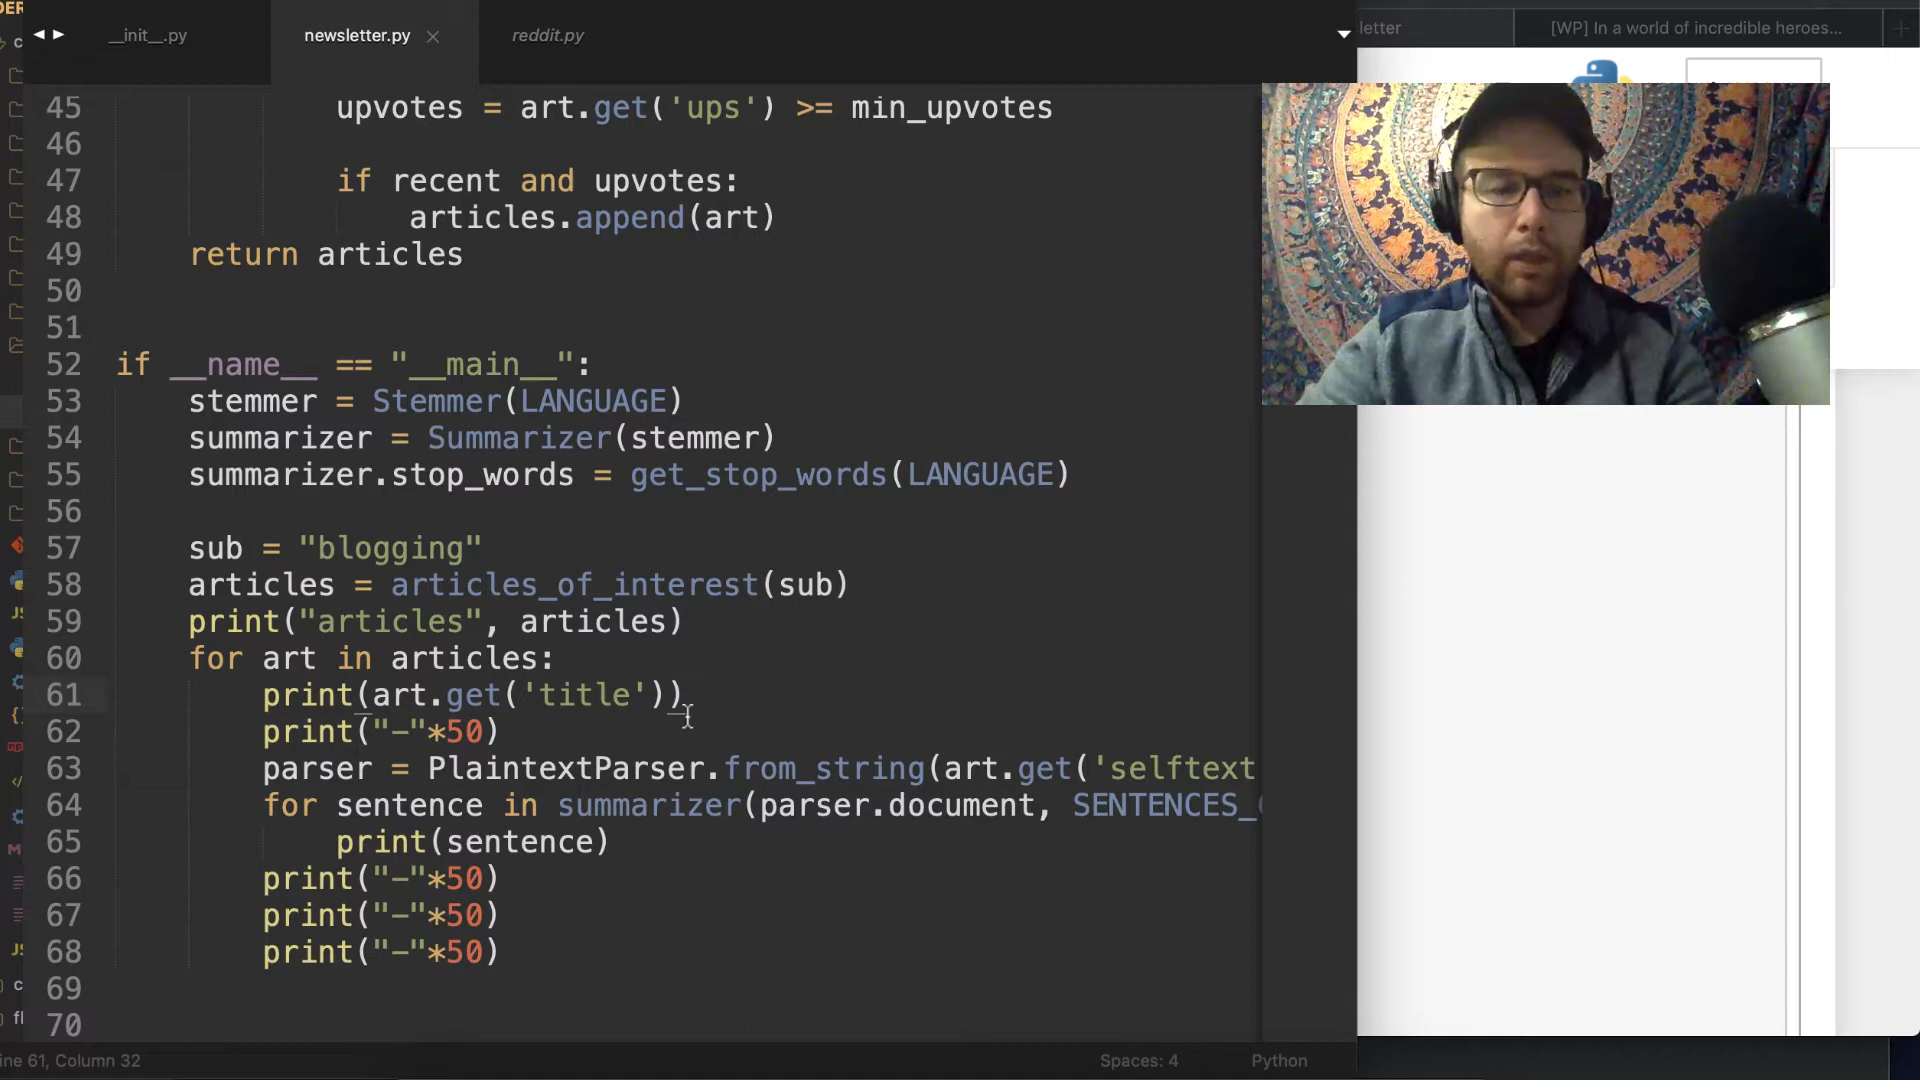 __init__.py
newsletter.py
reddit.py
letter
[WP] In a world of incredible heroes...
45 upvotes = art.get('ups') >= min_upvotes
46
47 if recent and upvotes:
48 articles.append(art)
49 return articles
50
51
52 if __name__ == "__main__":
53 stemmer = Stemmer(LANGUAGE)
54 summarizer = Summarizer(stemmer)
55 summarizer.stop_words = get_stop_words(LANGUAGE)
56
57 sub = "blogging"
58 articles = articles_of_interest(sub)
59 print("articles", articles)
60 for art in articles:
61 print(art.get('title'))
62 print("-"*50)
63 parser = PlaintextParser.from_string(art.get('selftext
64 for sentence in summarizer(parser.document, SENTENCES_
65 print(sentence)
66 print("-"*50)
67 print("-"*50)
68 print("-"*50)
69
70
ine 61, Column 32
Spaces: 4
Python